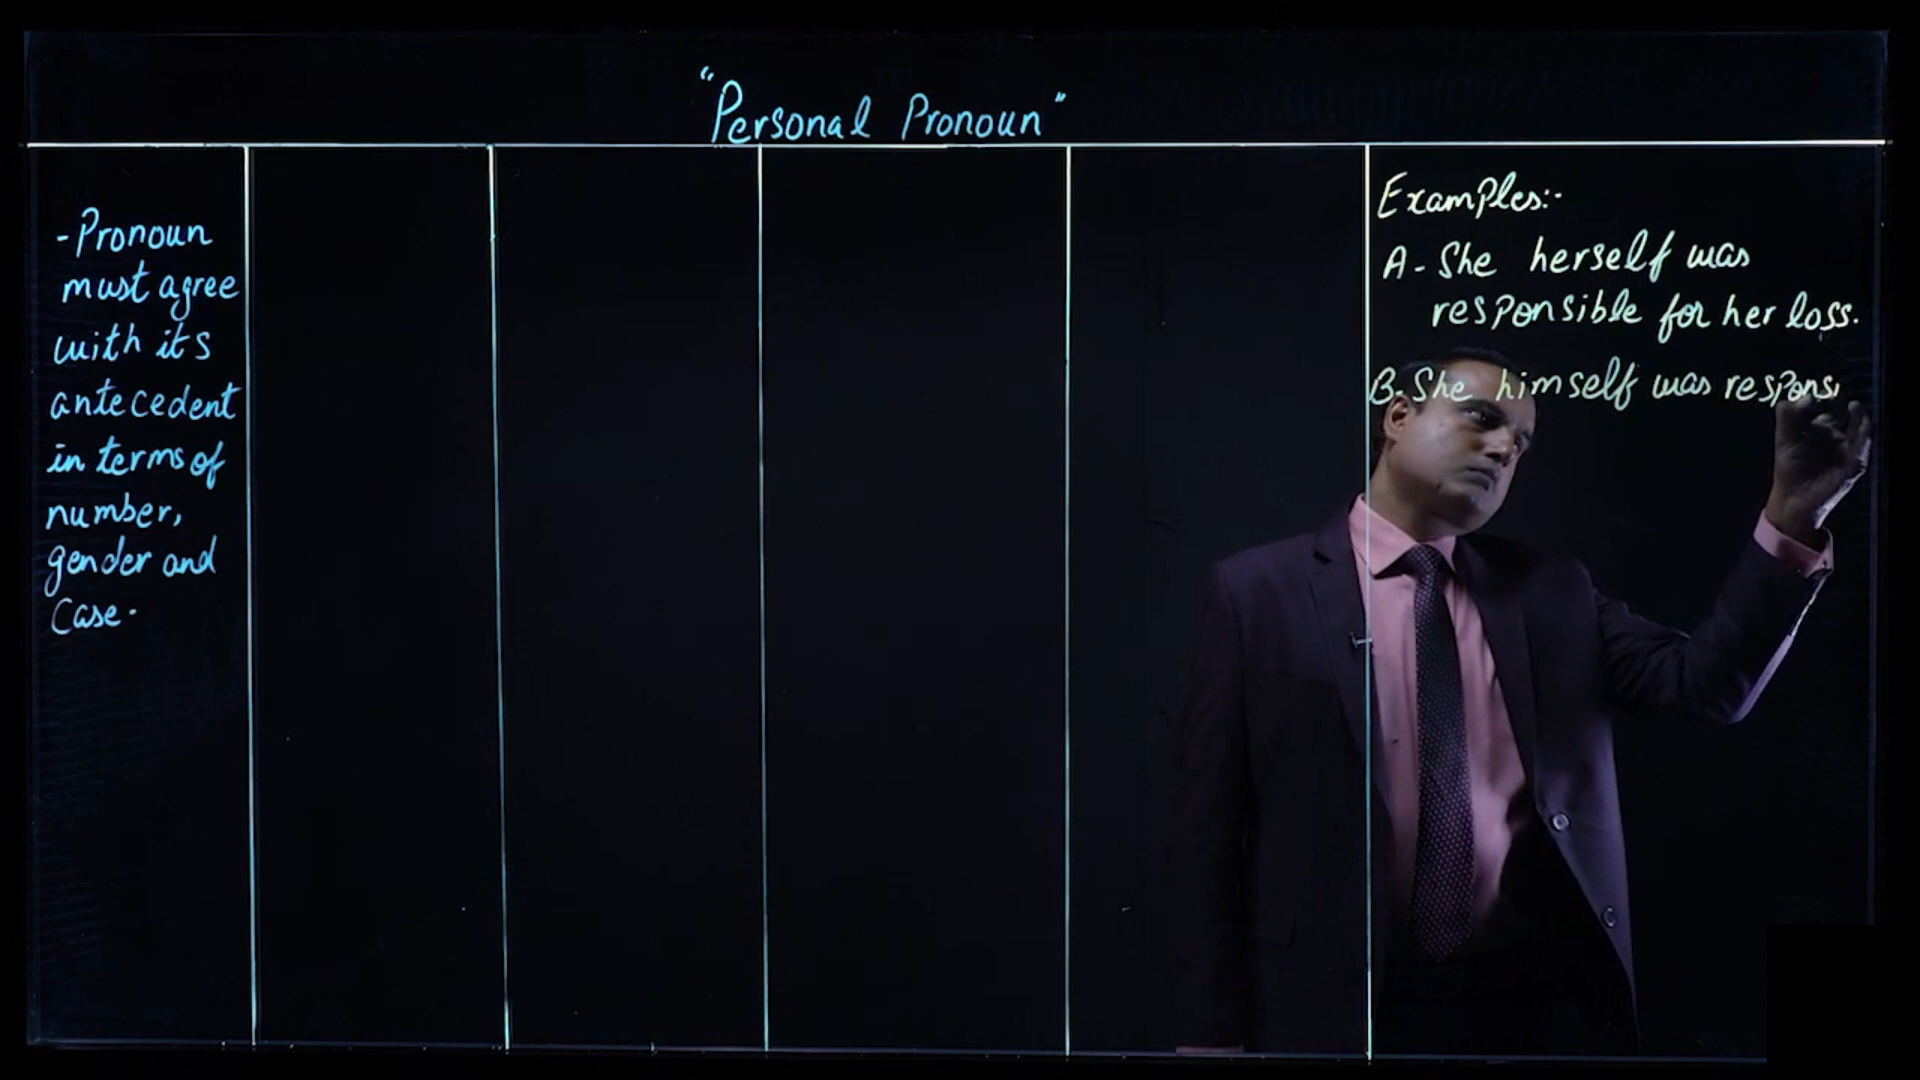 "Personal Pronoun"
- Pronoun
must agree
with its
antecedent
in terms of
number,
gender and
Case.
Examples:-
A - She herself was
responsible for her loss.
B. She himself was responsi